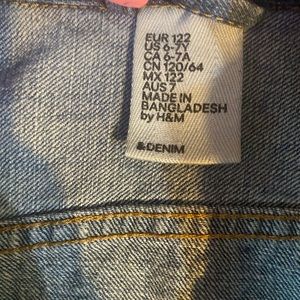 EUR 122
US 6-7Y
CA 6-7A
CN 120/64
MX 122
AUS 7
MADE IN
BANGLADESH
by H&M
&DENIM